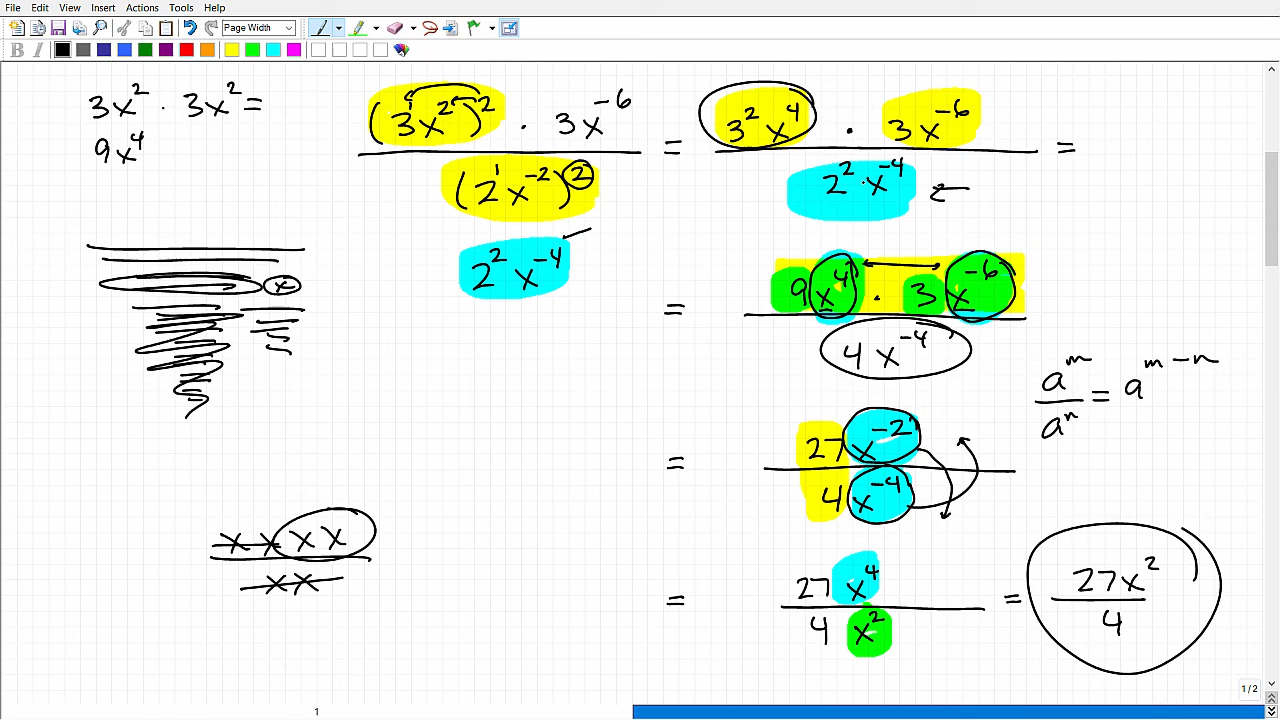 File Edit View Insert Actions Tools Help
Page Width
B I
3x² · 3x² =
9x⁴
(3x²)² · 3x⁻⁶
(2¹x⁻²)²
=
3²x⁴ · 3x⁻⁶
2²x⁻⁴
=
2²x⁻⁴
x
=
9x⁴ · 3x⁻⁶
4x⁻⁴
aᵐ
aⁿ
= aᵐ⁻ⁿ
=
27x⁻²
4x⁻⁴
x x x x
x x
=
27x⁴
4x²
=
27x²
4
1/2
1